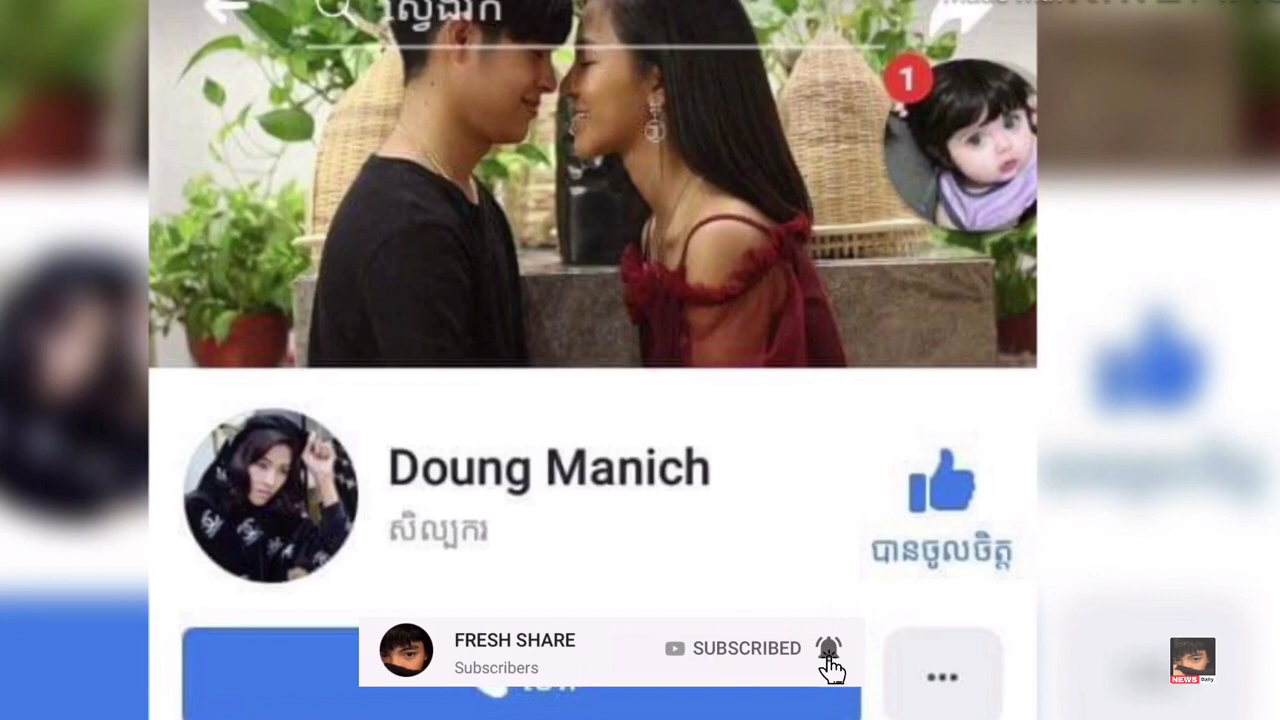 ស្វែងរក
1
Doung Manich
សិល្បករ
បានចូលចិត្ត
FRESH SHARE
Subscribers
SUBSCRIBED
NEWS Daily